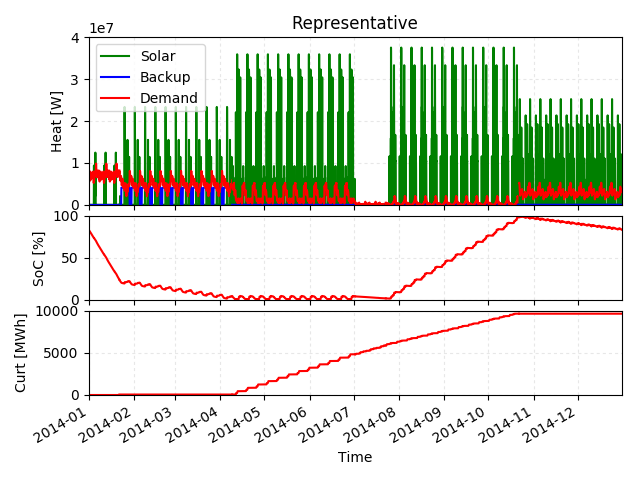 Representative
1e7
4
3
2
1
0
Heat [W]
Solar
Backup
Demand
100
50
0
SoC [%]
10000
5000
0
Curt [MWh]
2014-01
2014-02
2014-03
2014-04
2014-05
2014-06
2014-07
2014-08
2014-09
2014-10
2014-11
2014-12
Time